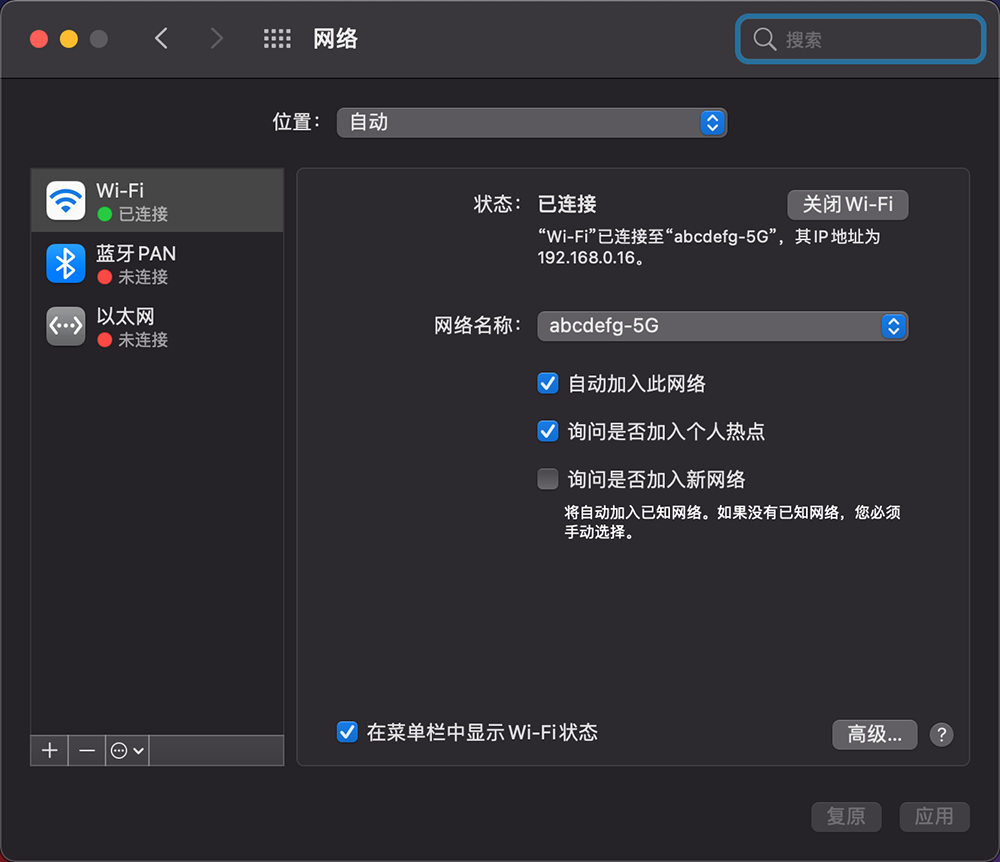 网络
搜索
位置：
自动
Wi-Fi
已连接
蓝牙 PAN
未连接
以太网
未连接
状态：
已连接
关闭 Wi-Fi
“Wi-Fi”已连接至“abcdefg-5G”，其 IP 地址为
192.168.0.16。
网络名称：
abcdefg-5G
自动加入此网络
询问是否加入个人热点
询问是否加入新网络
将自动加入已知网络。如果没有已知网络，您必须
手动选择。
在菜单栏中显示 Wi-Fi 状态
高级...
?
复原
应用